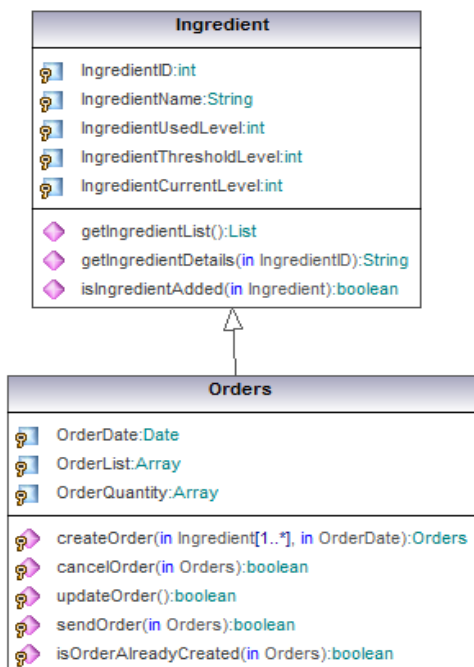 Ingredient
IngredientID:int
IngredientName:String
IngredientUsedLevel:int
IngredientThresholdLevel:int
IngredientCurrentLevel:int
getIngredientList():List
getIngredientDetails(in IngredientID):String
isIngredientAdded(in Ingredient):boolean
Orders
OrderDate:Date
OrderList:Array
OrderQuantity:Array
createOrder(in Ingredient[1..*], in OrderDate):Orders
cancelOrder(in Orders):boolean
updateOrder():boolean
sendOrder(in Orders):boolean
isOrderAlreadyCreated(in Orders):boolean